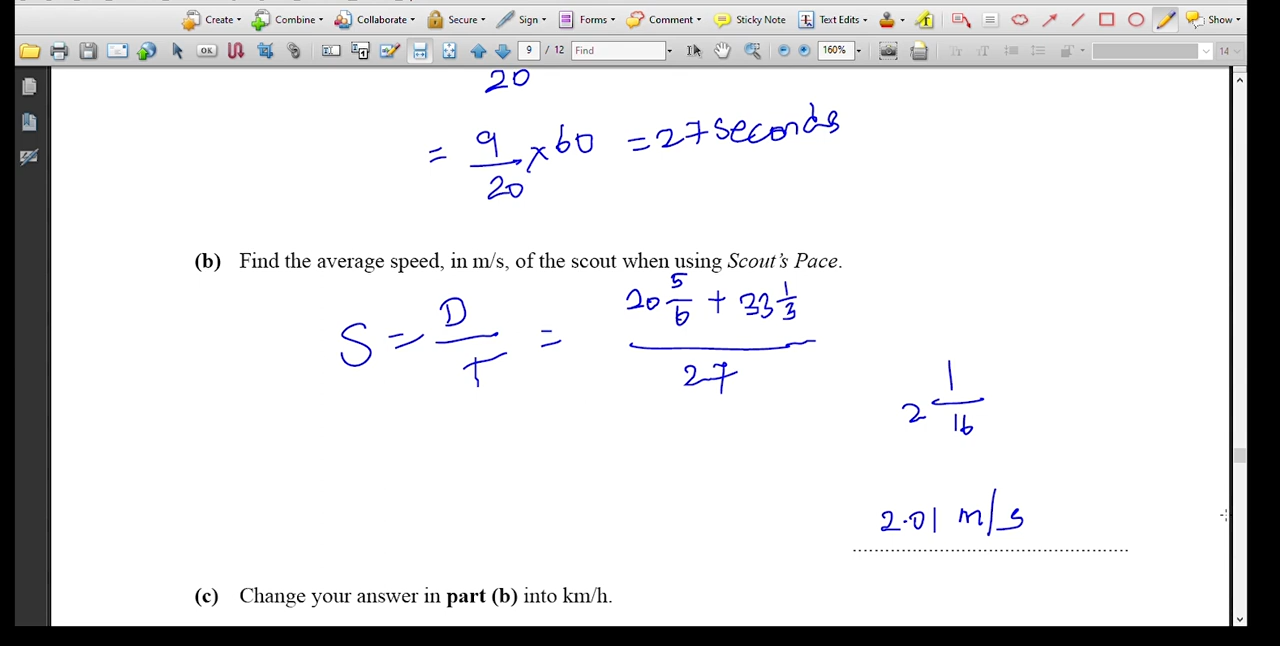 Create Combine Collaborate Secure Sign Forms Comment Sticky Note Text Edits Show
OK 9 / 12 Find 160% 14
20
= 9/20 × 60 = 27 seconds
(b) Find the average speed, in m/s, of the scout when using Scout's Pace.
S = D/T = (20 5/6 + 33 1/3)/27
2 1/16
2.01 m/s
(c) Change your answer in part (b) into km/h.